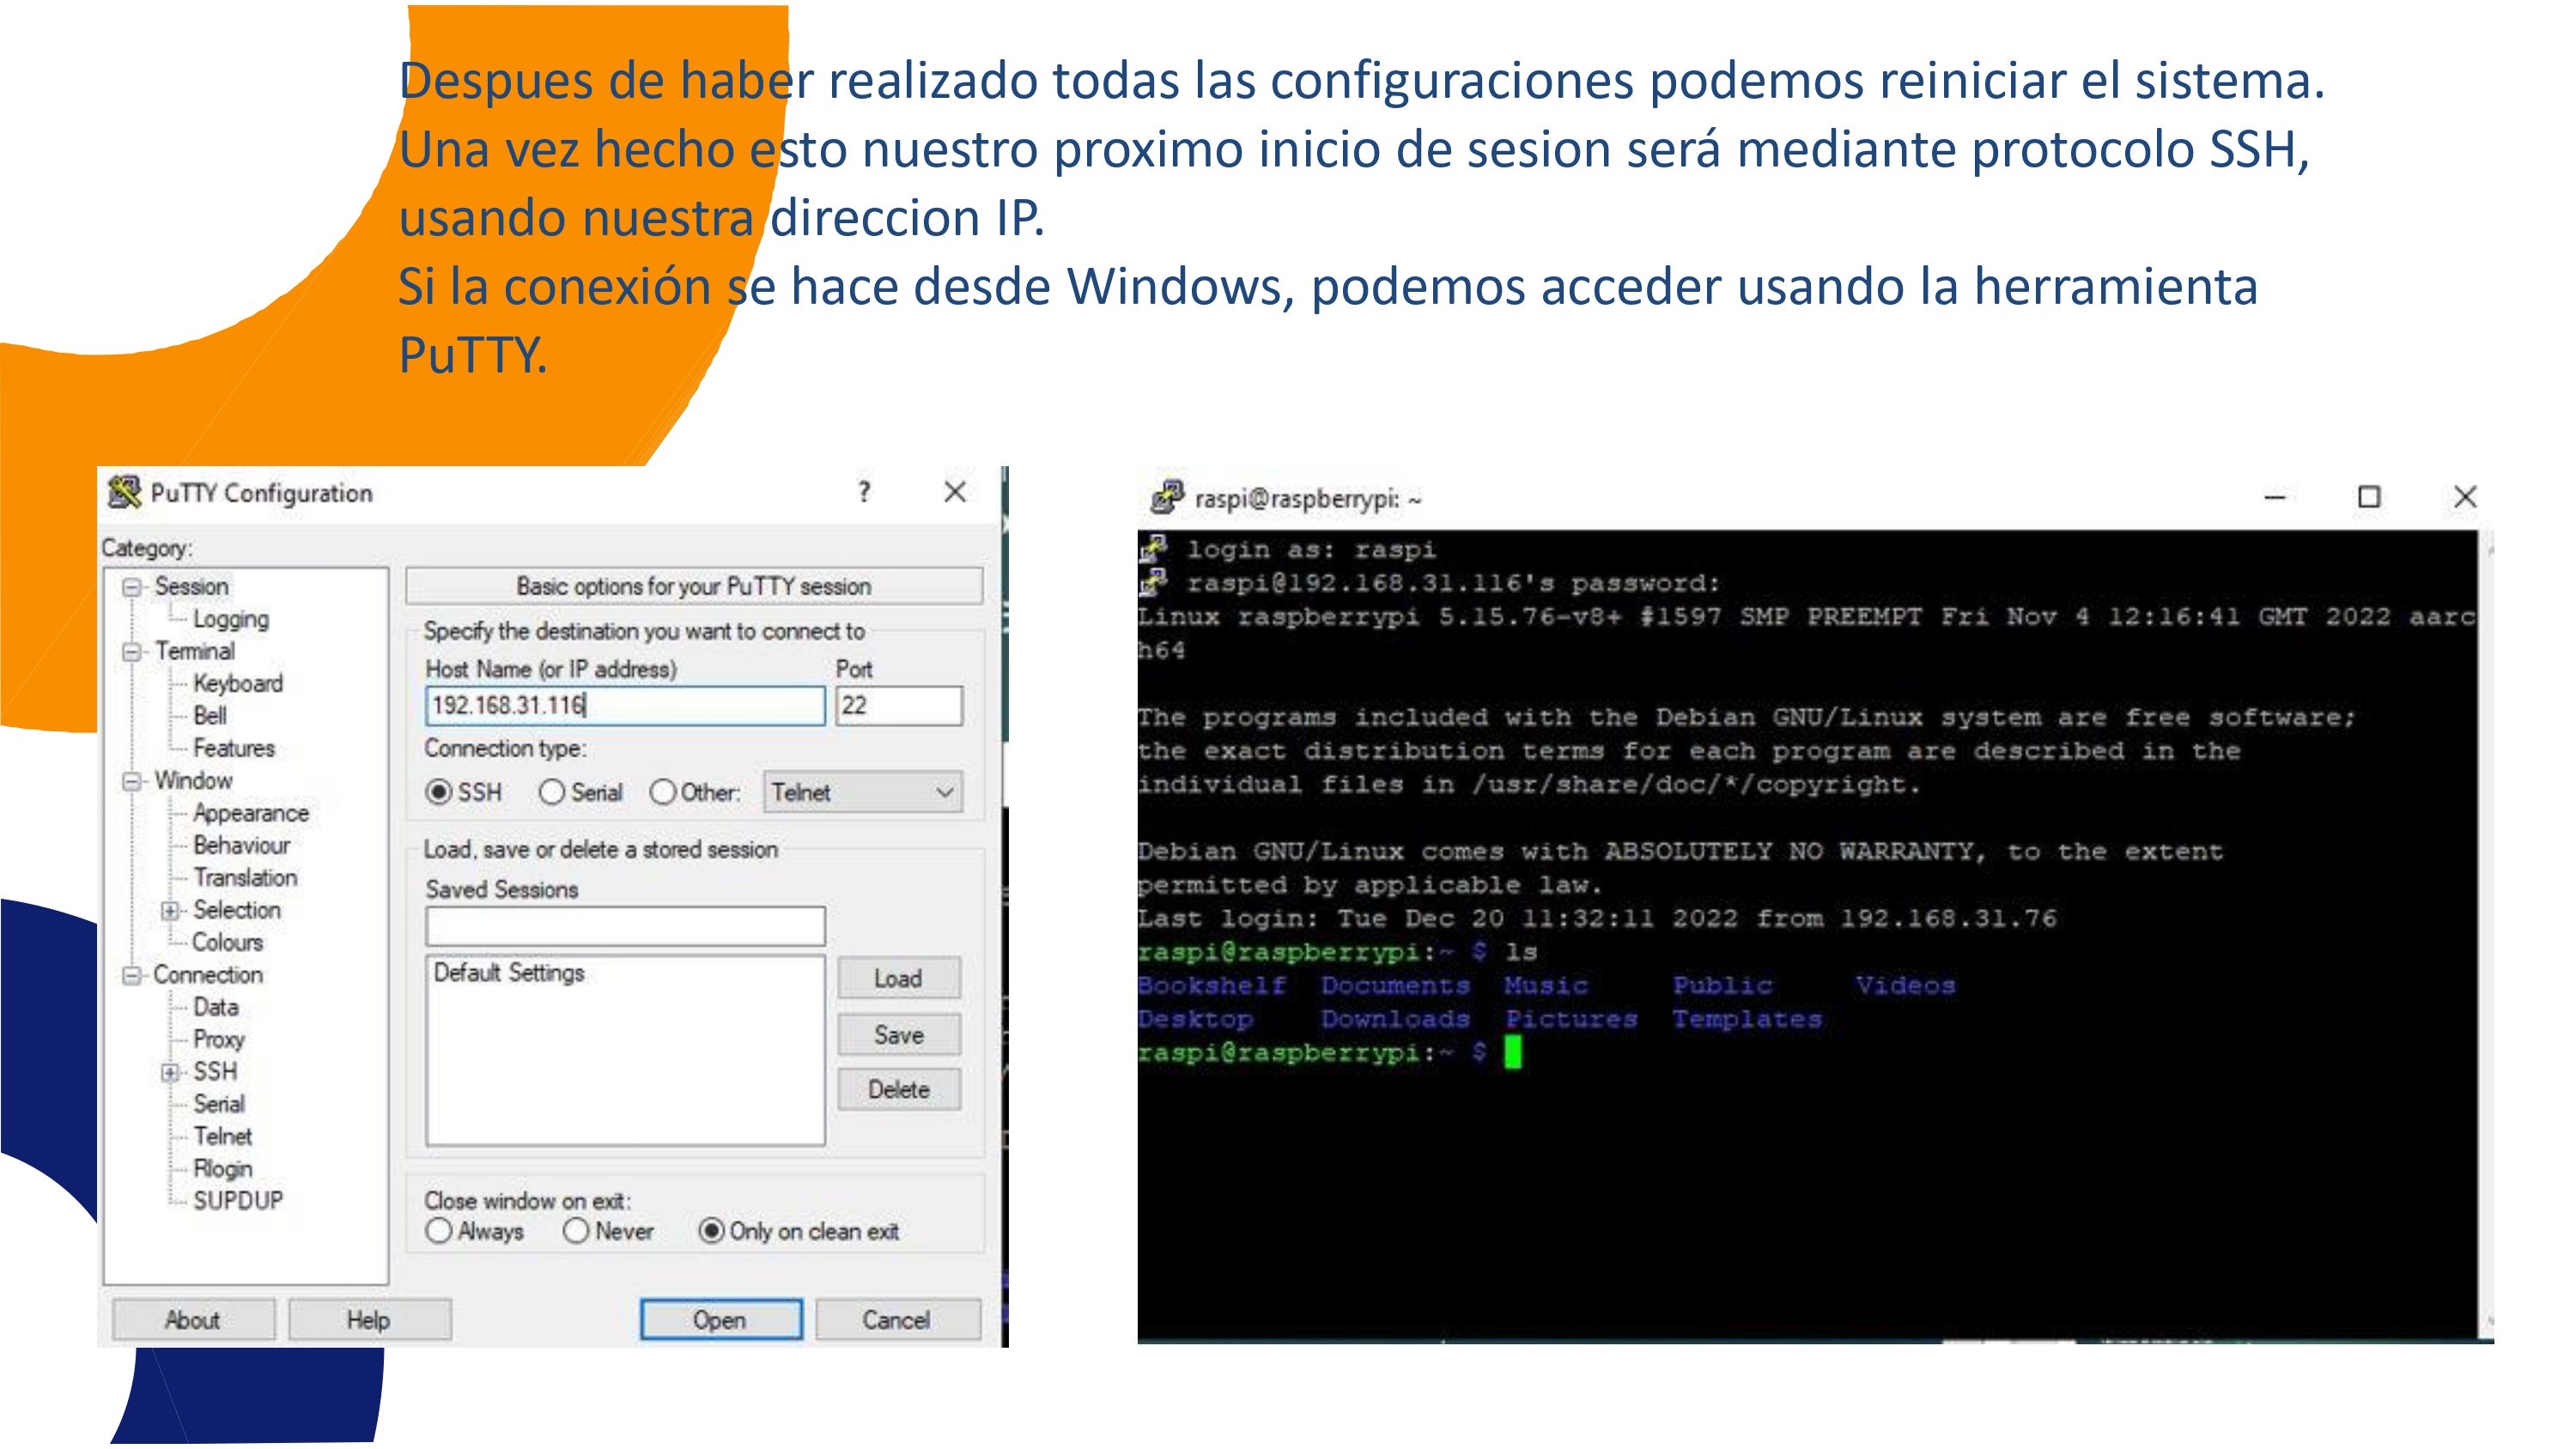 Despues de haber realizado todas las configuraciones podemos reiniciar el sistema.
Una vez hecho esto nuestro proximo inicio de sesion será mediante protocolo SSH,
usando nuestra direccion IP.
Si la conexión se hace desde Windows, podemos acceder usando la herramienta
PuTTY.
PuTTY Configuration
?
Category:
Session
Logging
Terminal
Keyboard
Bell
Features
Window
Appearance
Behaviour
Translation
Selection
Colours
Connection
Data
Proxy
SSH
Serial
Telnet
Rlogin
SUPDUP
Basic options for your PuTTY session
Specify the destination you want to connect to
Host Name (or IP address) Port
192.168.31.116 22
Connection type:
SSH Serial Other: Telnet
Load, save or delete a stored session
Saved Sessions
Default Settings
Load
Save
Delete
Close window on exit:
Always Never Only on clean exit
About Help Open Cancel
raspi@raspberrypi: ~
login as: raspi
raspi@192.168.31.116's password:
Linux raspberrypi 5.15.76-v8+ #1597 SMP PREEMPT Fri Nov 4 12:16:41 GMT 2022 aarc
h64
The programs included with the Debian GNU/Linux system are free software;
the exact distribution terms for each program are described in the
individual files in /usr/share/doc/*/copyright.
Debian GNU/Linux comes with ABSOLUTELY NO WARRANTY, to the extent
permitted by applicable law.
Last login: Tue Dec 20 11:32:11 2022 from 192.168.31.76
raspi@raspberrypi:~ $ ls
Bookshelf Documents Music Public Videos
Desktop Downloads Pictures Templates
raspi@raspberrypi:~ $